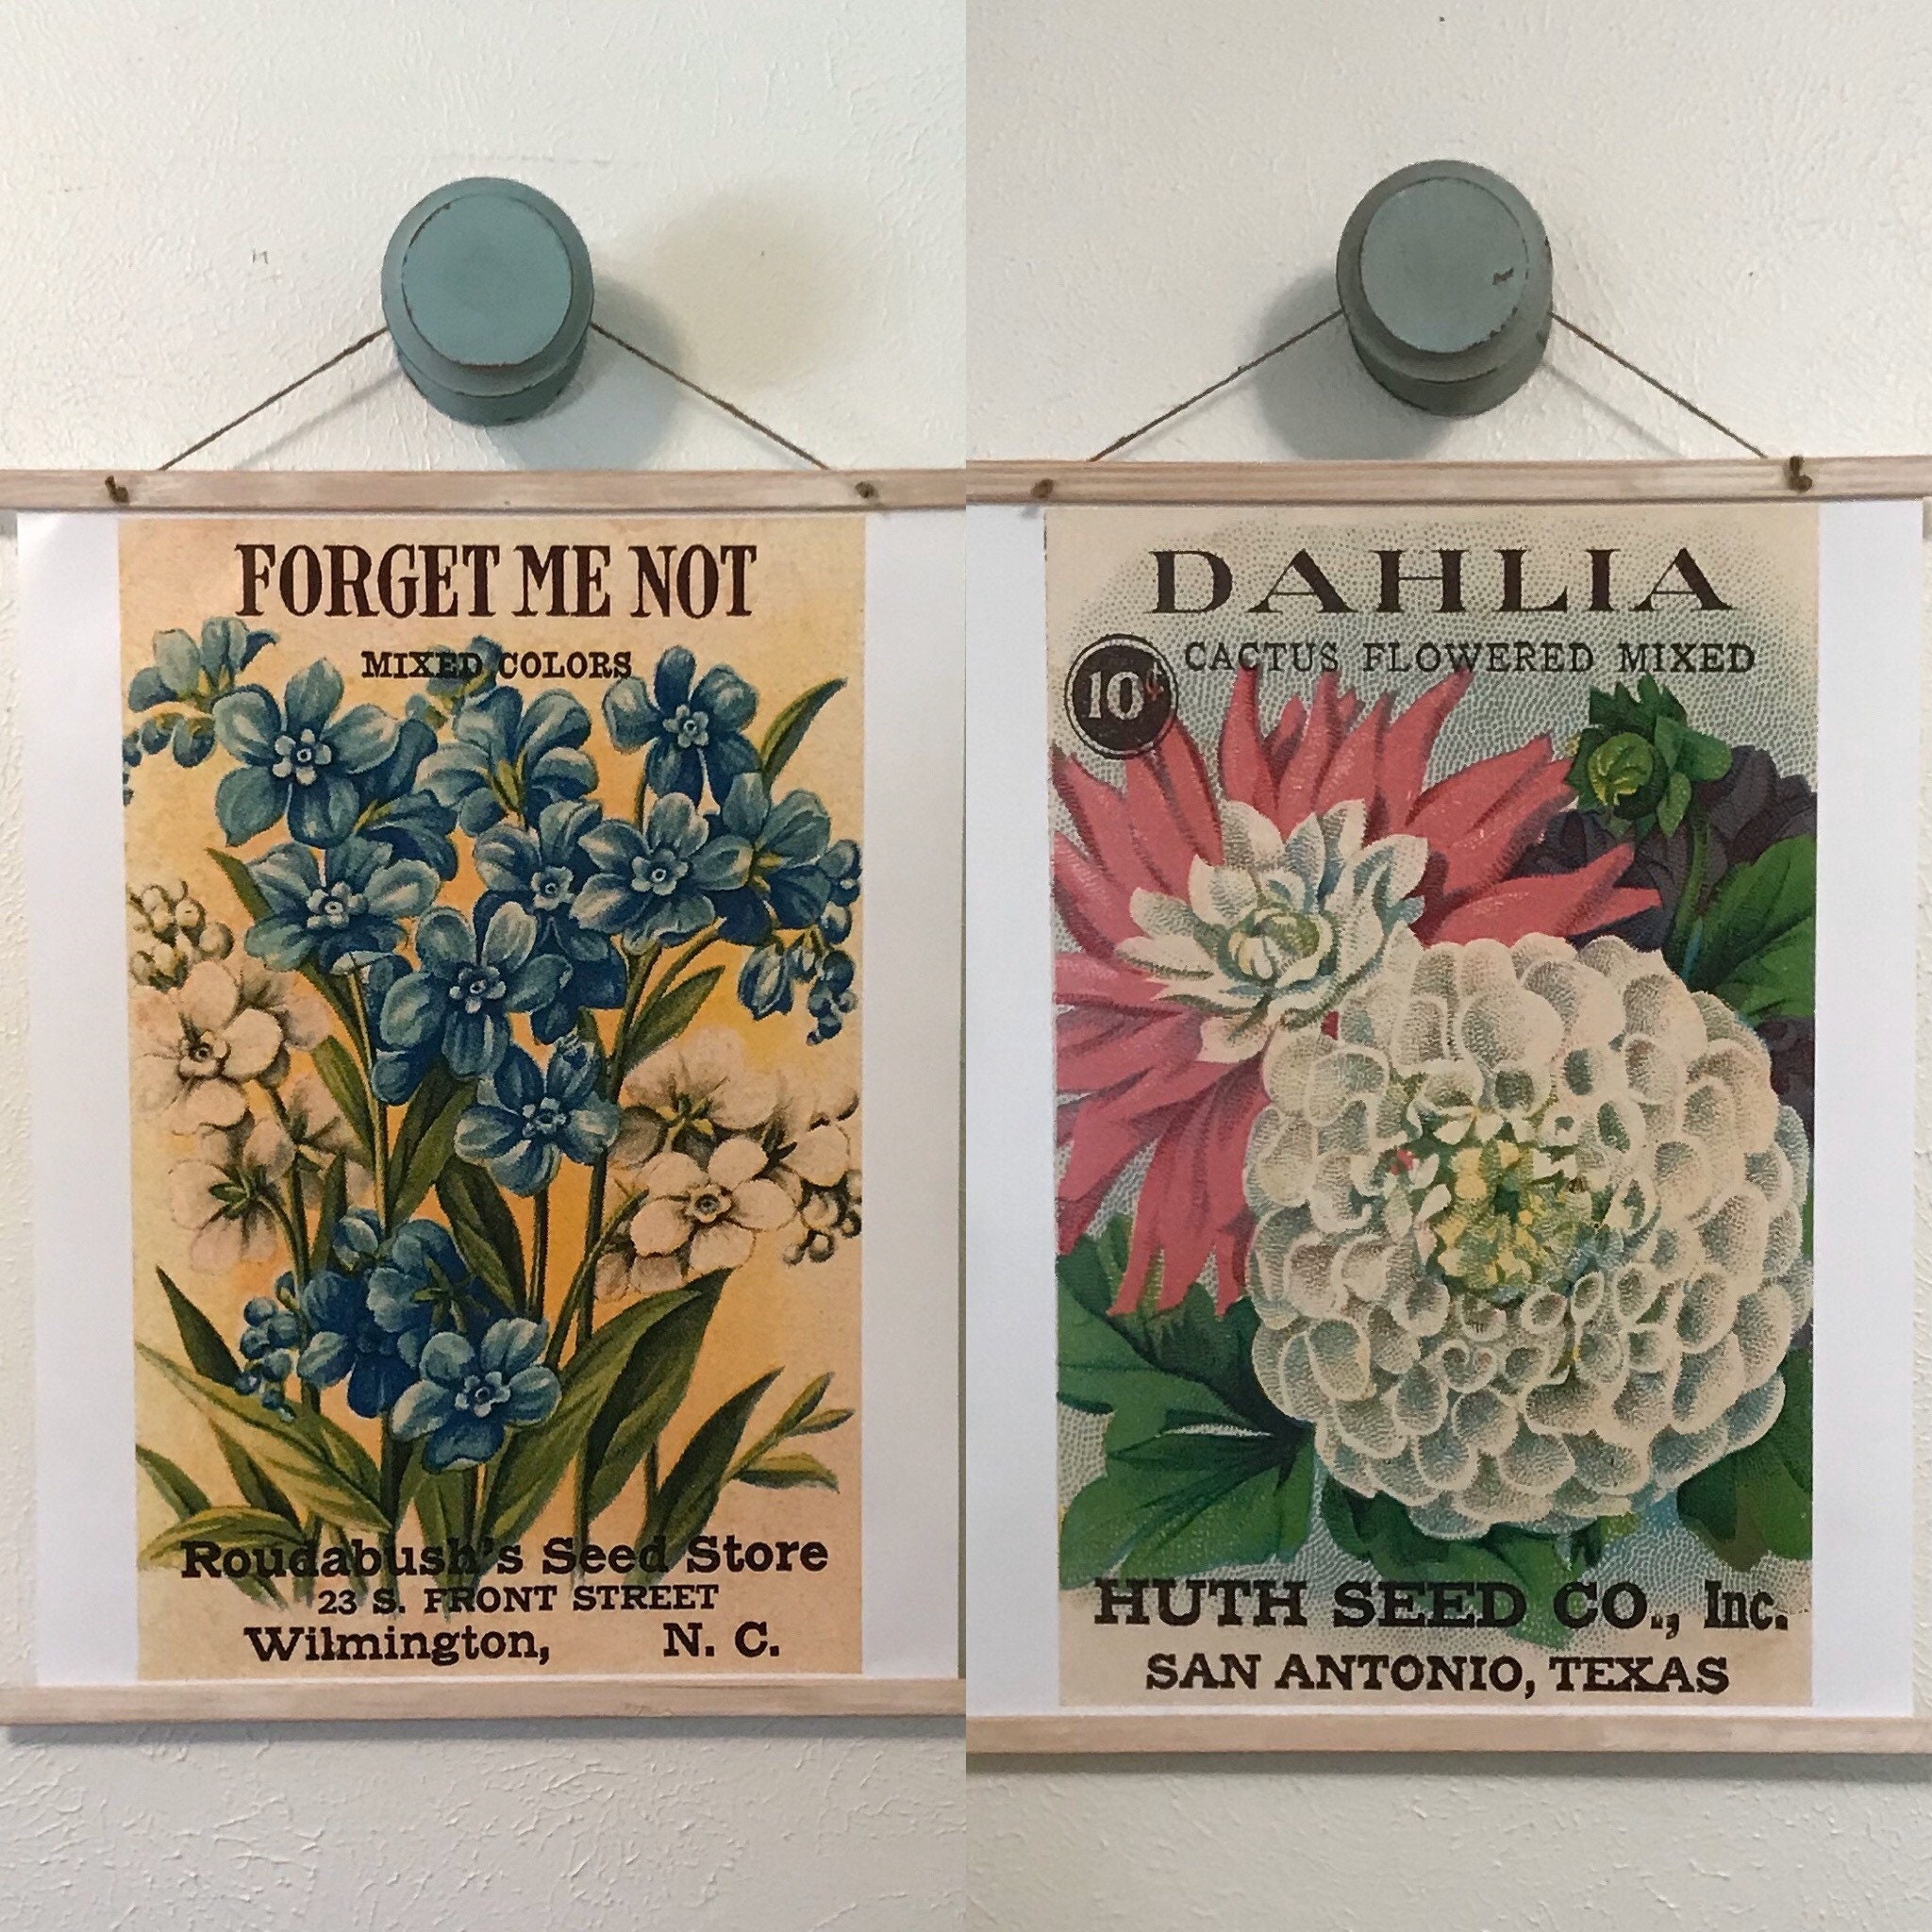 FORGET ME NOT
MIXED COLORS
Roudabush's Seed Store
23 S. FRONT STREET
Wilmington, N. C.
DAHLIA
CACTUS FLOWERED MIXED
10¢
HUTH SEED CO., Inc.
SAN ANTONIO, TEXAS